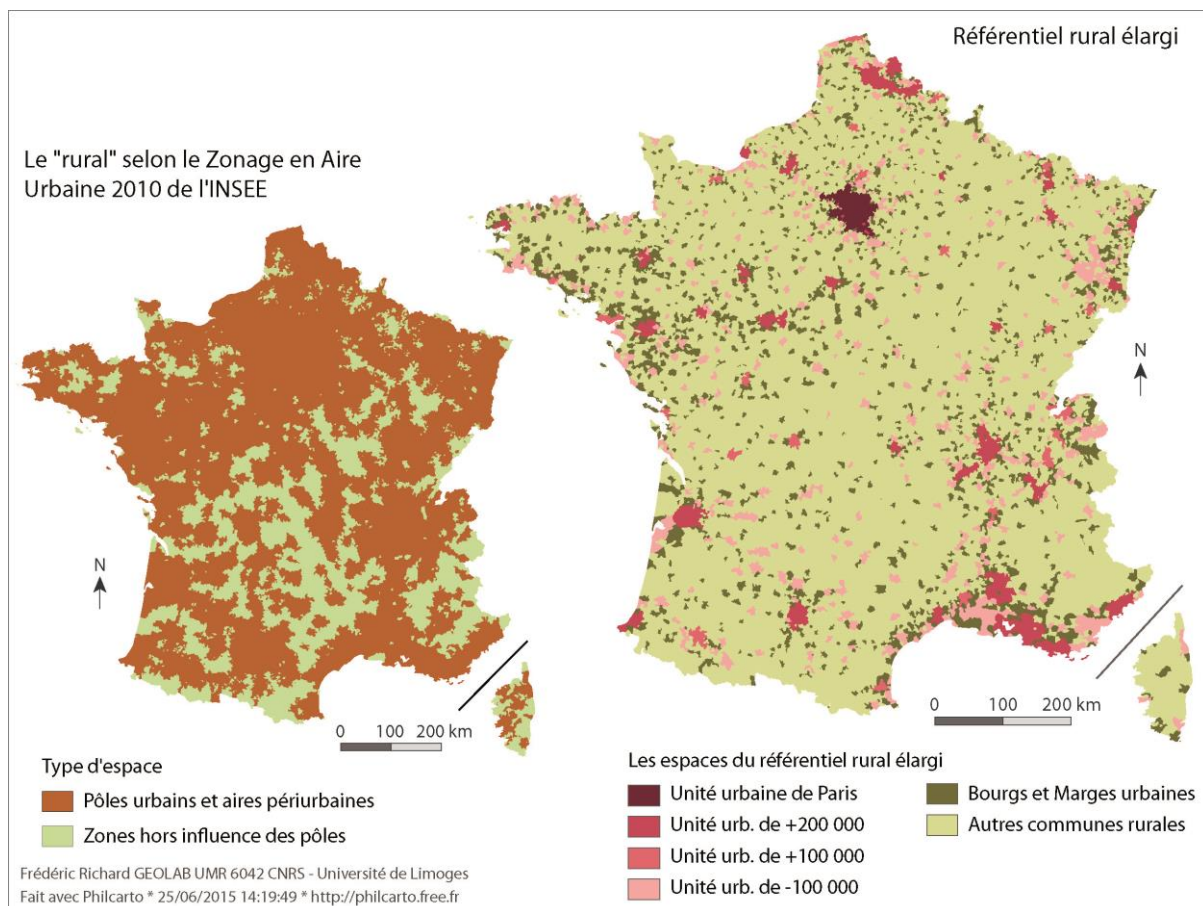 Référentiel rural élargi
Le "rural" selon le Zonage en Aire
Urbaine 2010 de l'INSEE
N
N
0 100 200 km
0 100 200 km
Type d'espace
Pôles urbains et aires périurbaines
Zones hors influence des pôles
Les espaces du référentiel rural élargi
Unité urbaine de Paris
Unité urb. de +200 000
Unité urb. de +100 000
Unité urb. de -100 000
Bourgs et Marges urbaines
Autres communes rurales
Frédéric Richard GEOLAB UMR 6042 CNRS - Université de Limoges
Fait avec Philcarto * 25/06/2015 14:19:49 * http://philcarto.free.fr